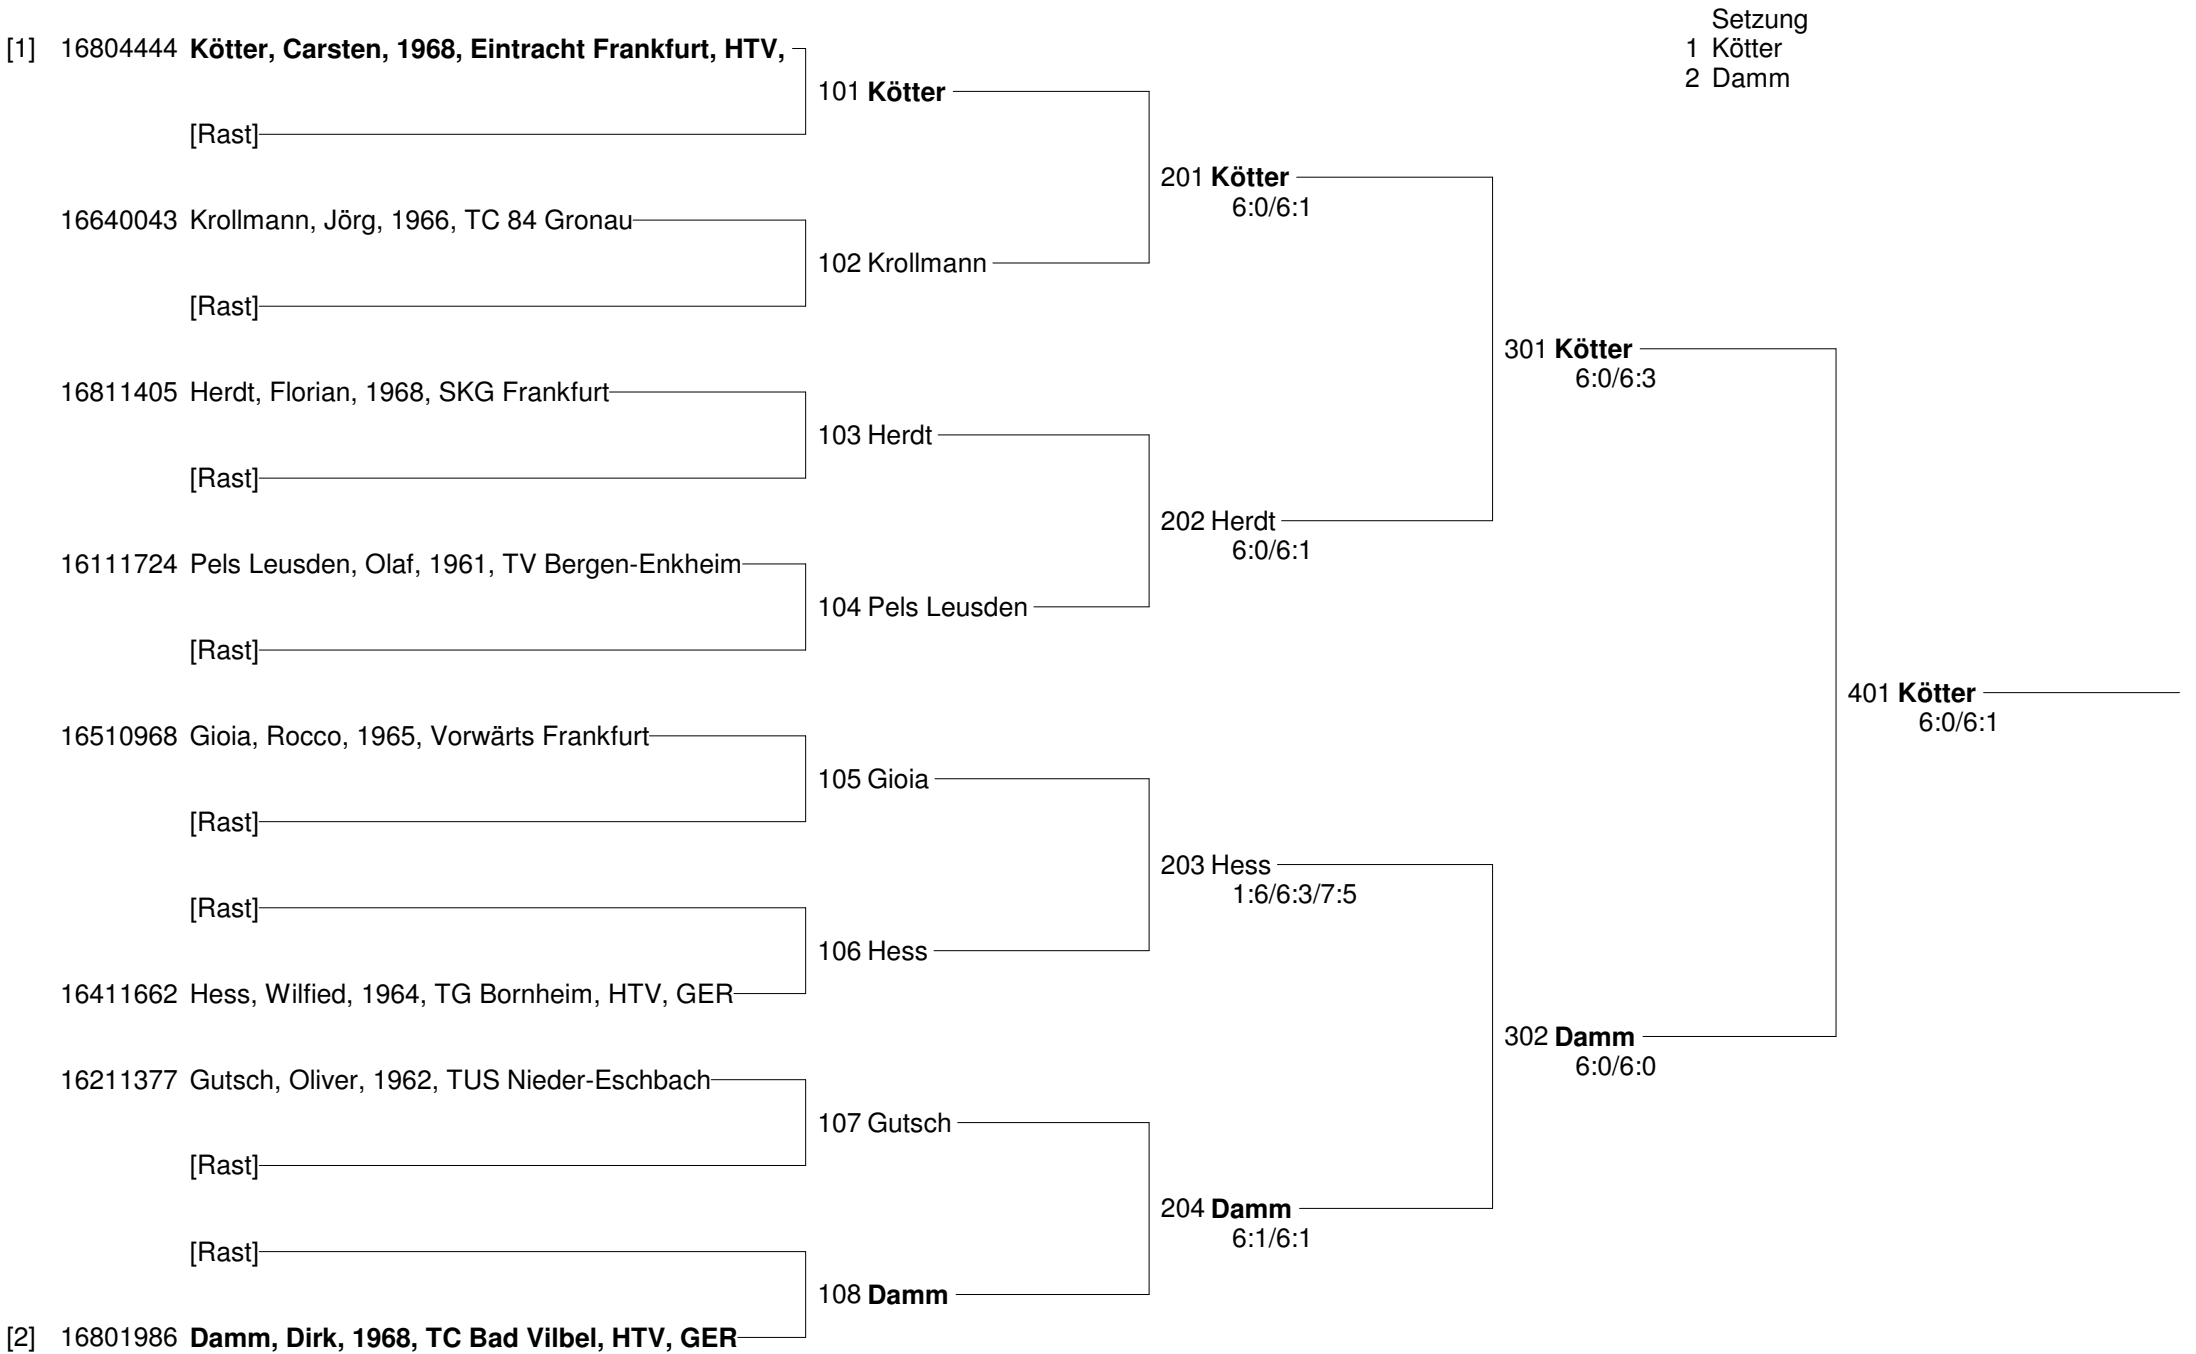 Setzung
1 Kötter
2 Damm
[1] 16804444 Kötter, Carsten, 1968, Eintracht Frankfurt, HTV,
101 Kötter
[Rast]
201 Kötter
6:0/6:1
16640043 Krollmann, Jörg, 1966, TC 84 Gronau
102 Krollmann
[Rast]
301 Kötter
6:0/6:3
16811405 Herdt, Florian, 1968, SKG Frankfurt
103 Herdt
[Rast]
202 Herdt
6:0/6:1
16111724 Pels Leusden, Olaf, 1961, TV Bergen-Enkheim
104 Pels Leusden
[Rast]
401 Kötter
6:0/6:1
16510968 Gioia, Rocco, 1965, Vorwärts Frankfurt
105 Gioia
[Rast]
203 Hess
1:6/6:3/7:5
[Rast]
106 Hess
16411662 Hess, Wilfied, 1964, TG Bornheim, HTV, GER
302 Damm
6:0/6:0
16211377 Gutsch, Oliver, 1962, TUS Nieder-Eschbach
107 Gutsch
[Rast]
204 Damm
6:1/6:1
[Rast]
108 Damm
[2] 16801986 Damm, Dirk, 1968, TC Bad Vilbel, HTV, GER